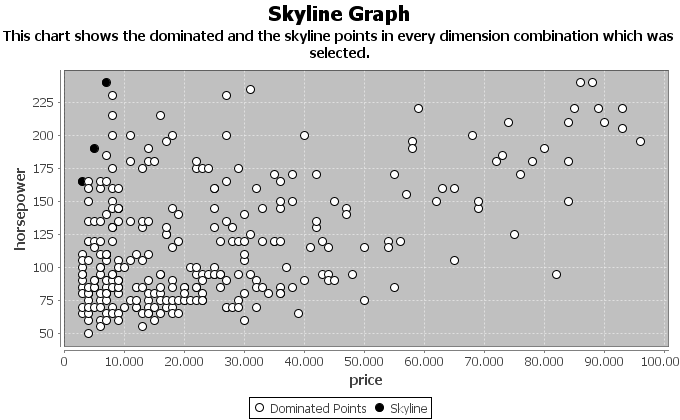 Skyline Graph
This chart shows the dominated and the skyline points in every dimension combination which was
selected.
225
200
175
150
125
100
75
50
horsepower
0 10.000 20.000 30.000 40.000 50.000 60.000 70.000 80.000 90.000 100.00
price
Dominated Points Skyline